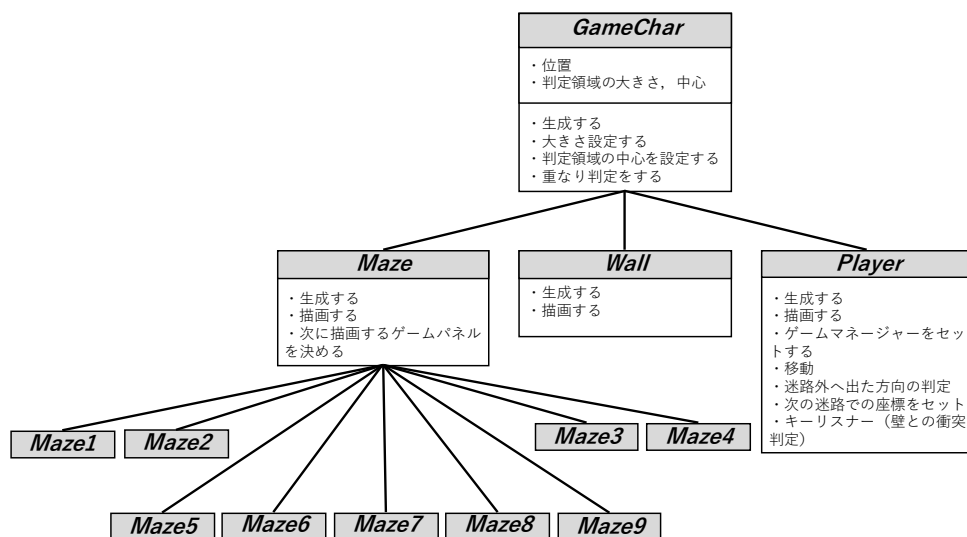 GameChar
・位置
・判定領域の大きさ，中心
・生成する
・大きさ設定する
・判定領域の中心を設定する
・重なり判定をする
Maze
・生成する
・描画する
・次に描画するゲームパネル
を決める
Wall
・生成する
・描画する
Player
・生成する
・描画する
・ゲームマネージャーをセッ
トする
・移動
・迷路外へ出た方向の判定
・次の迷路での座標をセット
・キーリスナー（壁との衝突
判定）
Maze1
Maze2
Maze3
Maze4
Maze5
Maze6
Maze7
Maze8
Maze9